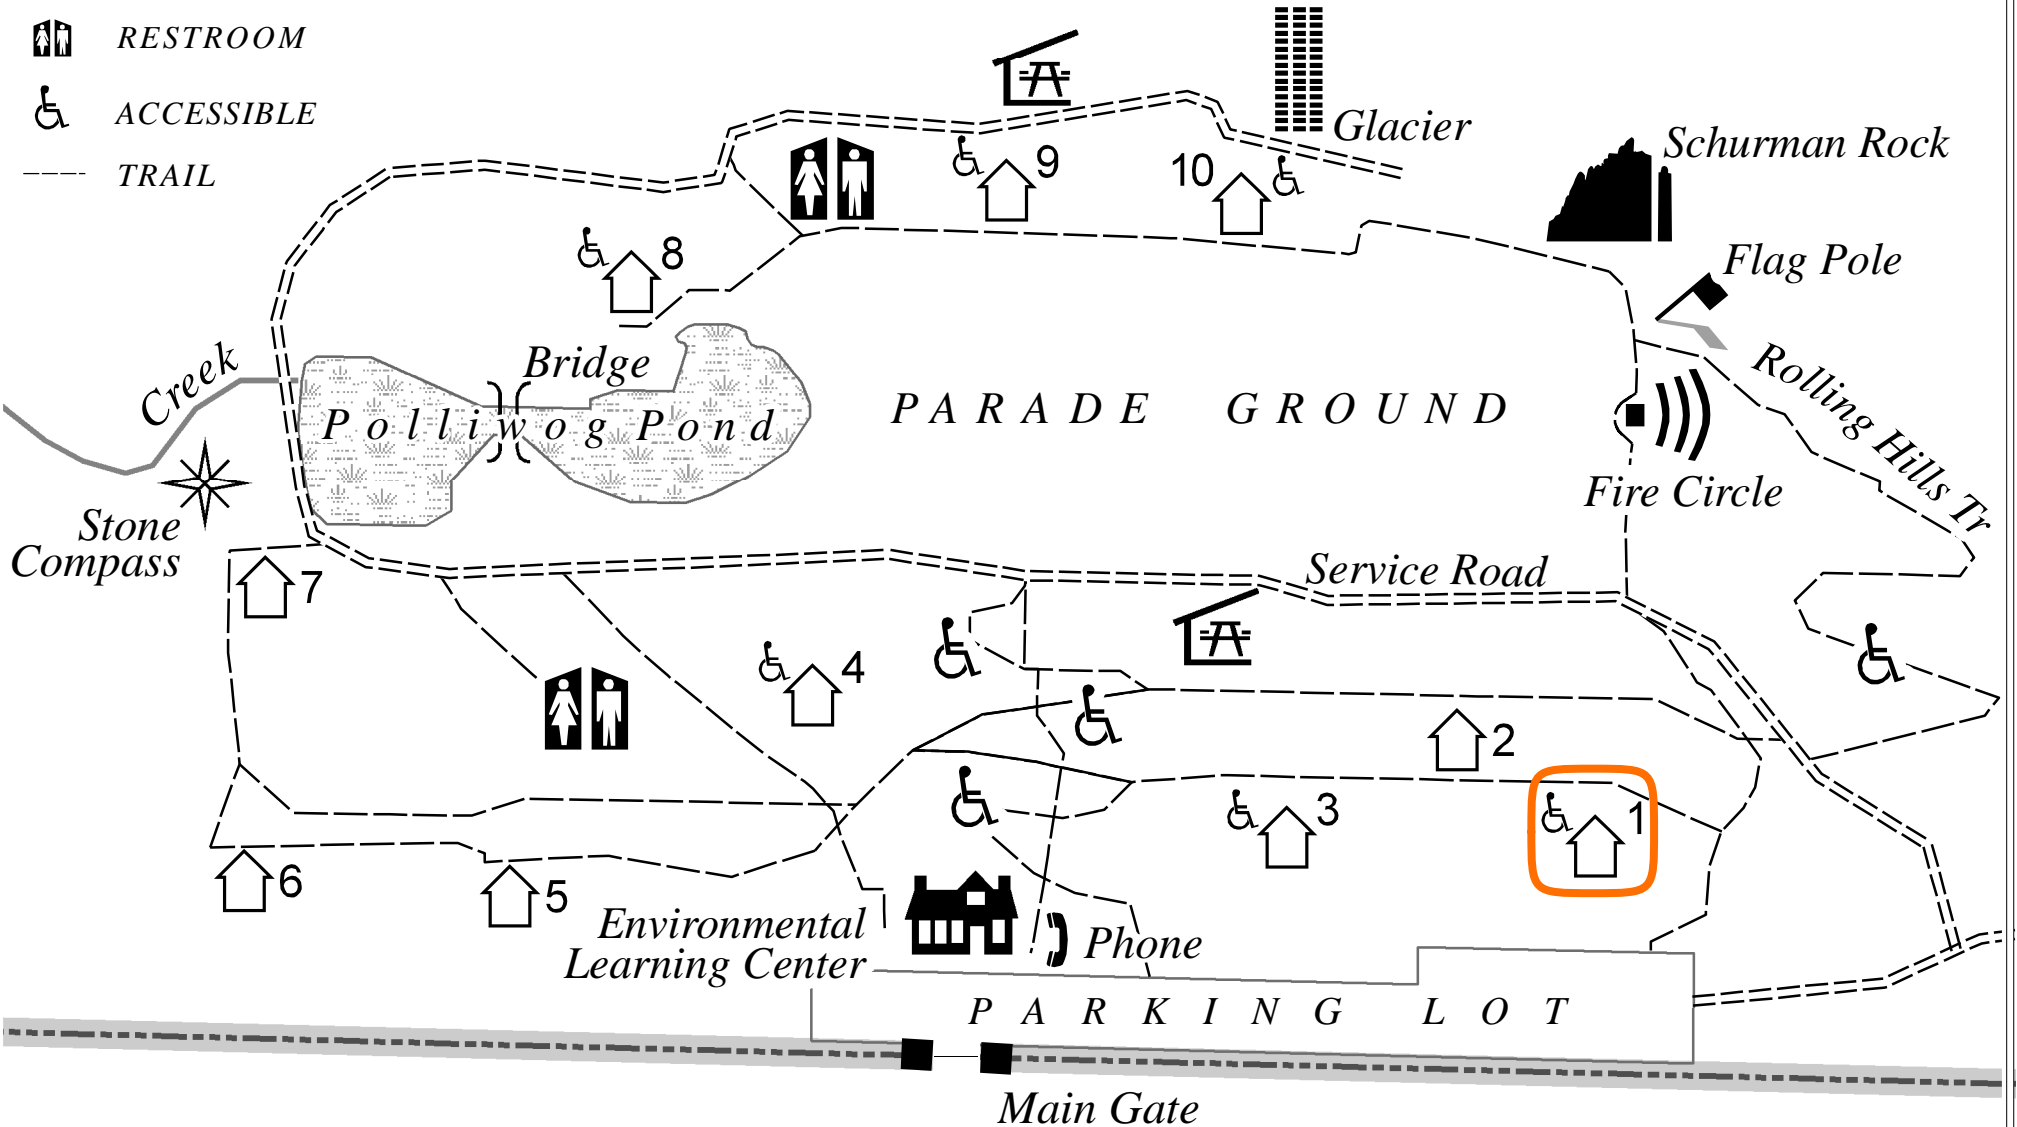 RESTROOM
ACCESSIBLE
TRAIL
Glacier
Schurman Rock
9
10
8
Flag Pole
Creek
Bridge
Rolling Hills Tr
PARADE GROUND
Polliwog Pond
Fire Circle
Stone
Compass
7
Service Road
4
2
3
1
6
5
Environmental
Learning Center
Phone
PARKING LOT
Main Gate